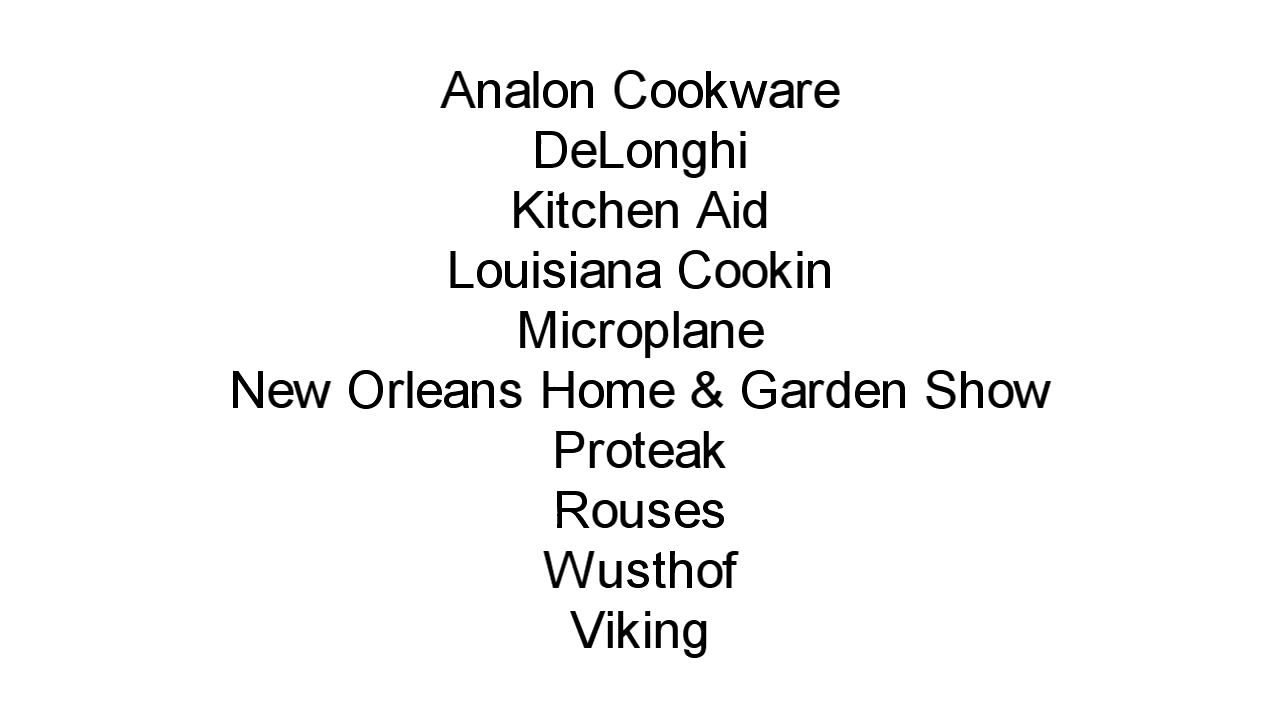 Analon Cookware
DeLonghi
Kitchen Aid
Louisiana Cookin
Microplane
New Orleans Home & Garden Show
Proteak
Rouses
Wusthof
Viking